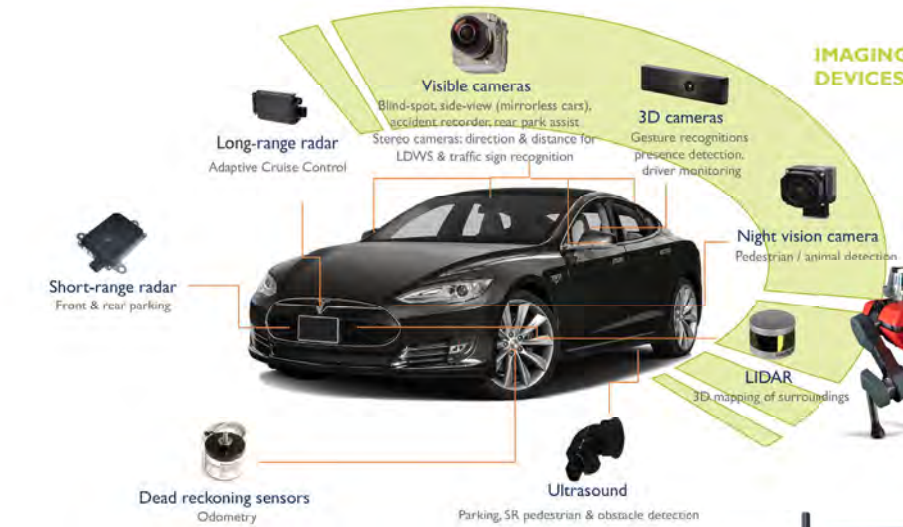 IMAGING
DEVICES
Visible cameras
Blind-spot, side-view (mirrorless cars),
accident recorder, rear park assist
Stereo cameras: direction & distance for
LDWS & traffic sign recognition
3D cameras
Gesture recognitions
presence detection,
driver monitoring
Long-range radar
Adaptive Cruise Control
Night vision camera
Pedestrian / animal detection
Short-range radar
Front & rear parking
LIDAR
3D mapping of surroundings
Dead reckoning sensors
Odometry
Ultrasound
Parking, SR pedestrian & obstacle detection